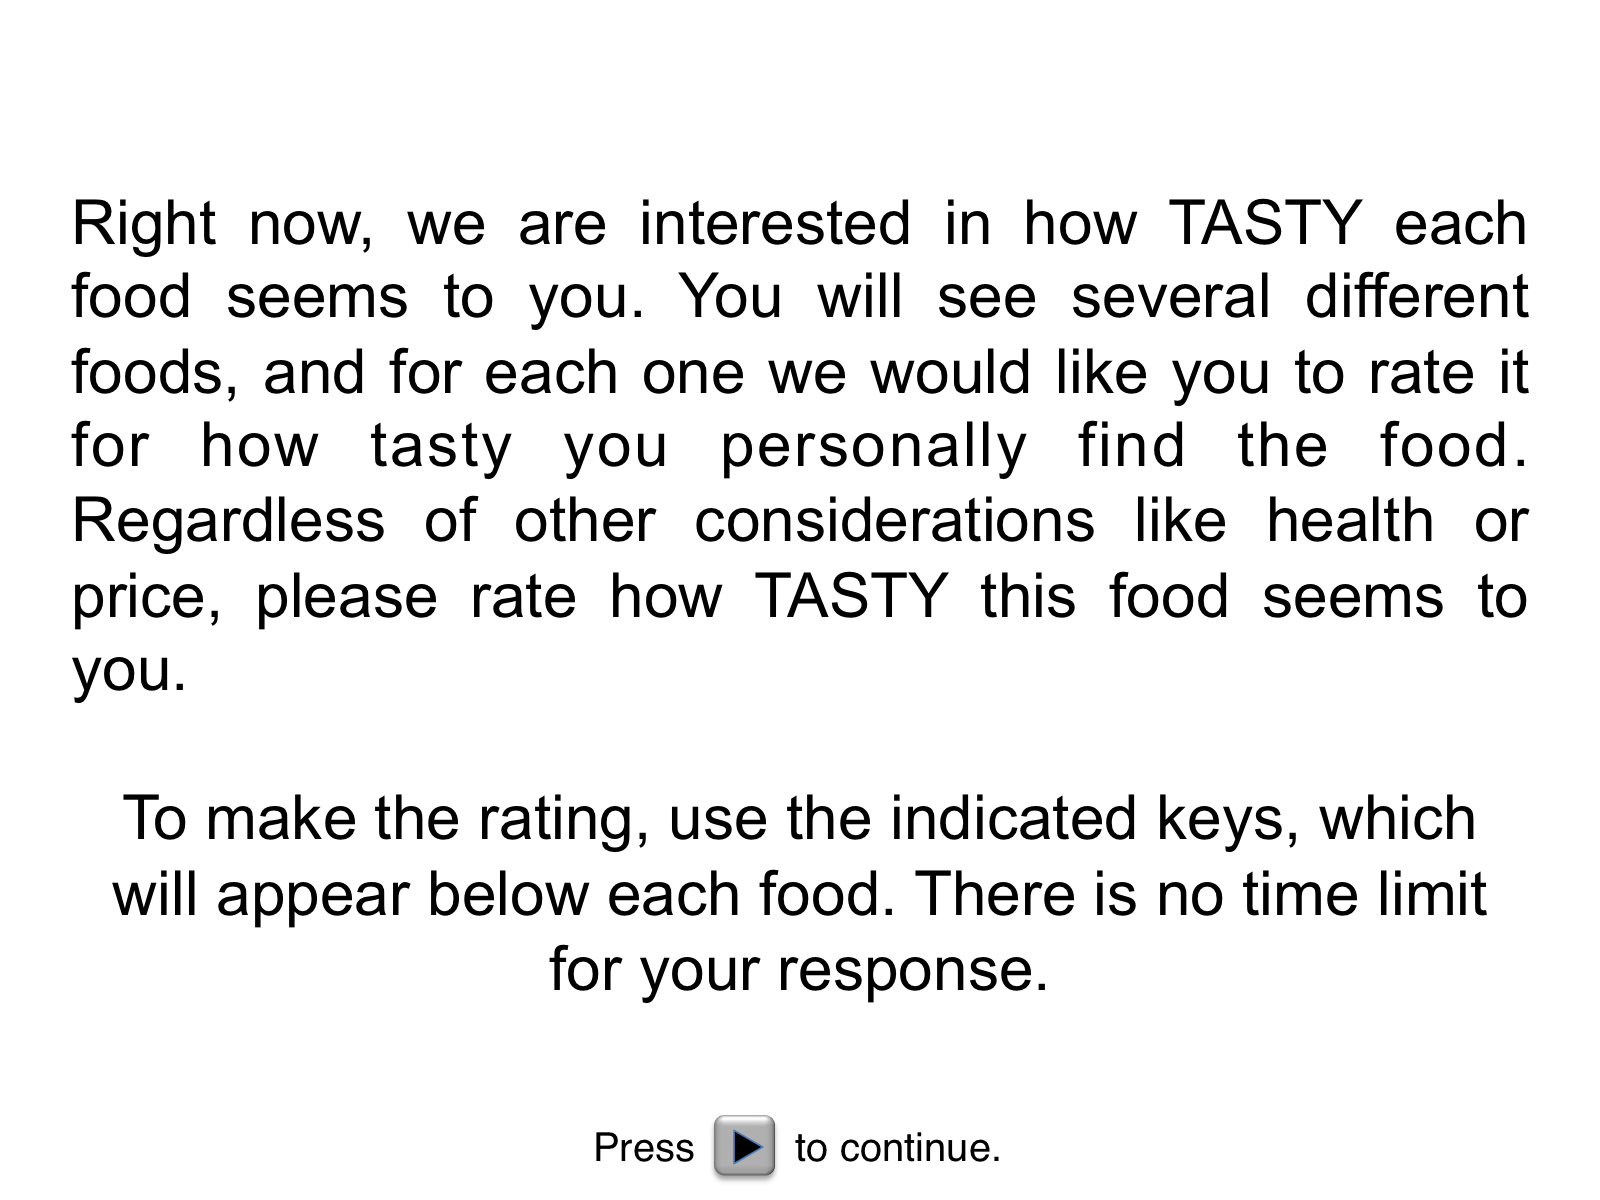 Right now, we are interested in how TASTY each
food seems to you. You will see several different
foods, and for each one we would like you to rate it
for how tasty you personally find the food.
Regardless of other considerations like health or
price, please rate how TASTY this food seems to
you.
To make the rating, use the indicated keys, which
will appear below each food. There is no time limit
for your response.
Press to continue.